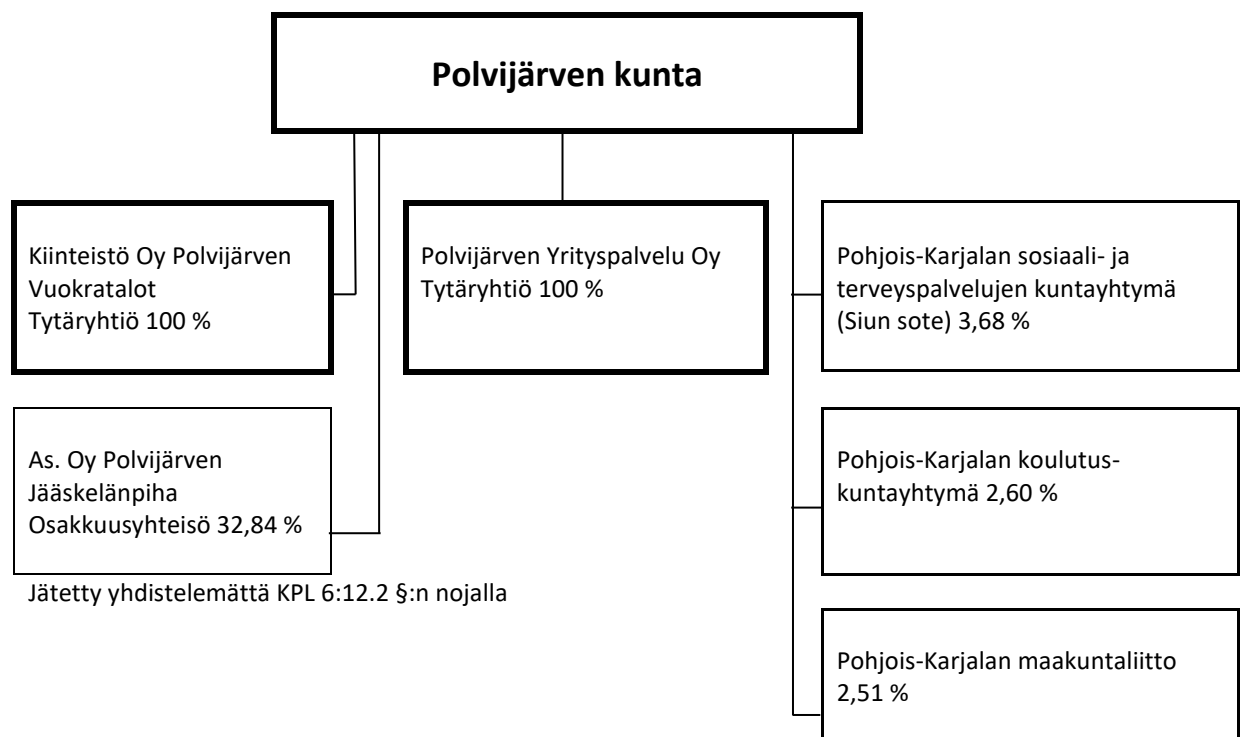 Polvijärven kunta
Kiinteistö Oy Polvijärven
Vuokratalot
Tytäryhtiö 100 %
Polvijärven Yrityspalvelu Oy
Tytäryhtiö 100 %
Pohjois-Karjalan sosiaali- ja
terveyspalvelujen kuntayhtymä
(Siun sote) 3,68 %
As. Oy Polvijärven
Jääskelänpiha
Osakkuusyhteisö 32,84 %
Jätetty yhdistelemättä KPL 6:12.2 §:n nojalla
Pohjois-Karjalan koulutus-
kuntayhtymä 2,60 %
Pohjois-Karjalan maakuntaliitto
2,51 %